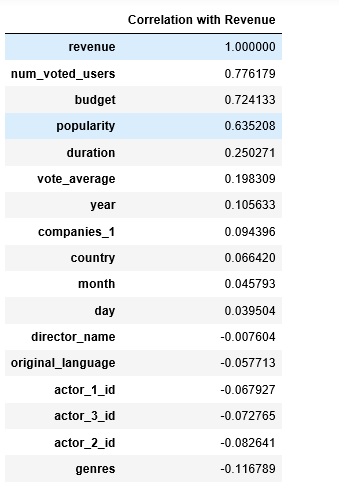 Correlation with Revenue
revenue 1.000000
num_voted_users 0.776179
budget 0.724133
popularity 0.635208
duration 0.250271
vote_average 0.198309
year 0.105633
companies_1 0.094396
country 0.066420
month 0.045793
day 0.039504
director_name -0.007604
original_language -0.057713
actor_1_id -0.067927
actor_3_id -0.072765
actor_2_id -0.082641
genres -0.116789